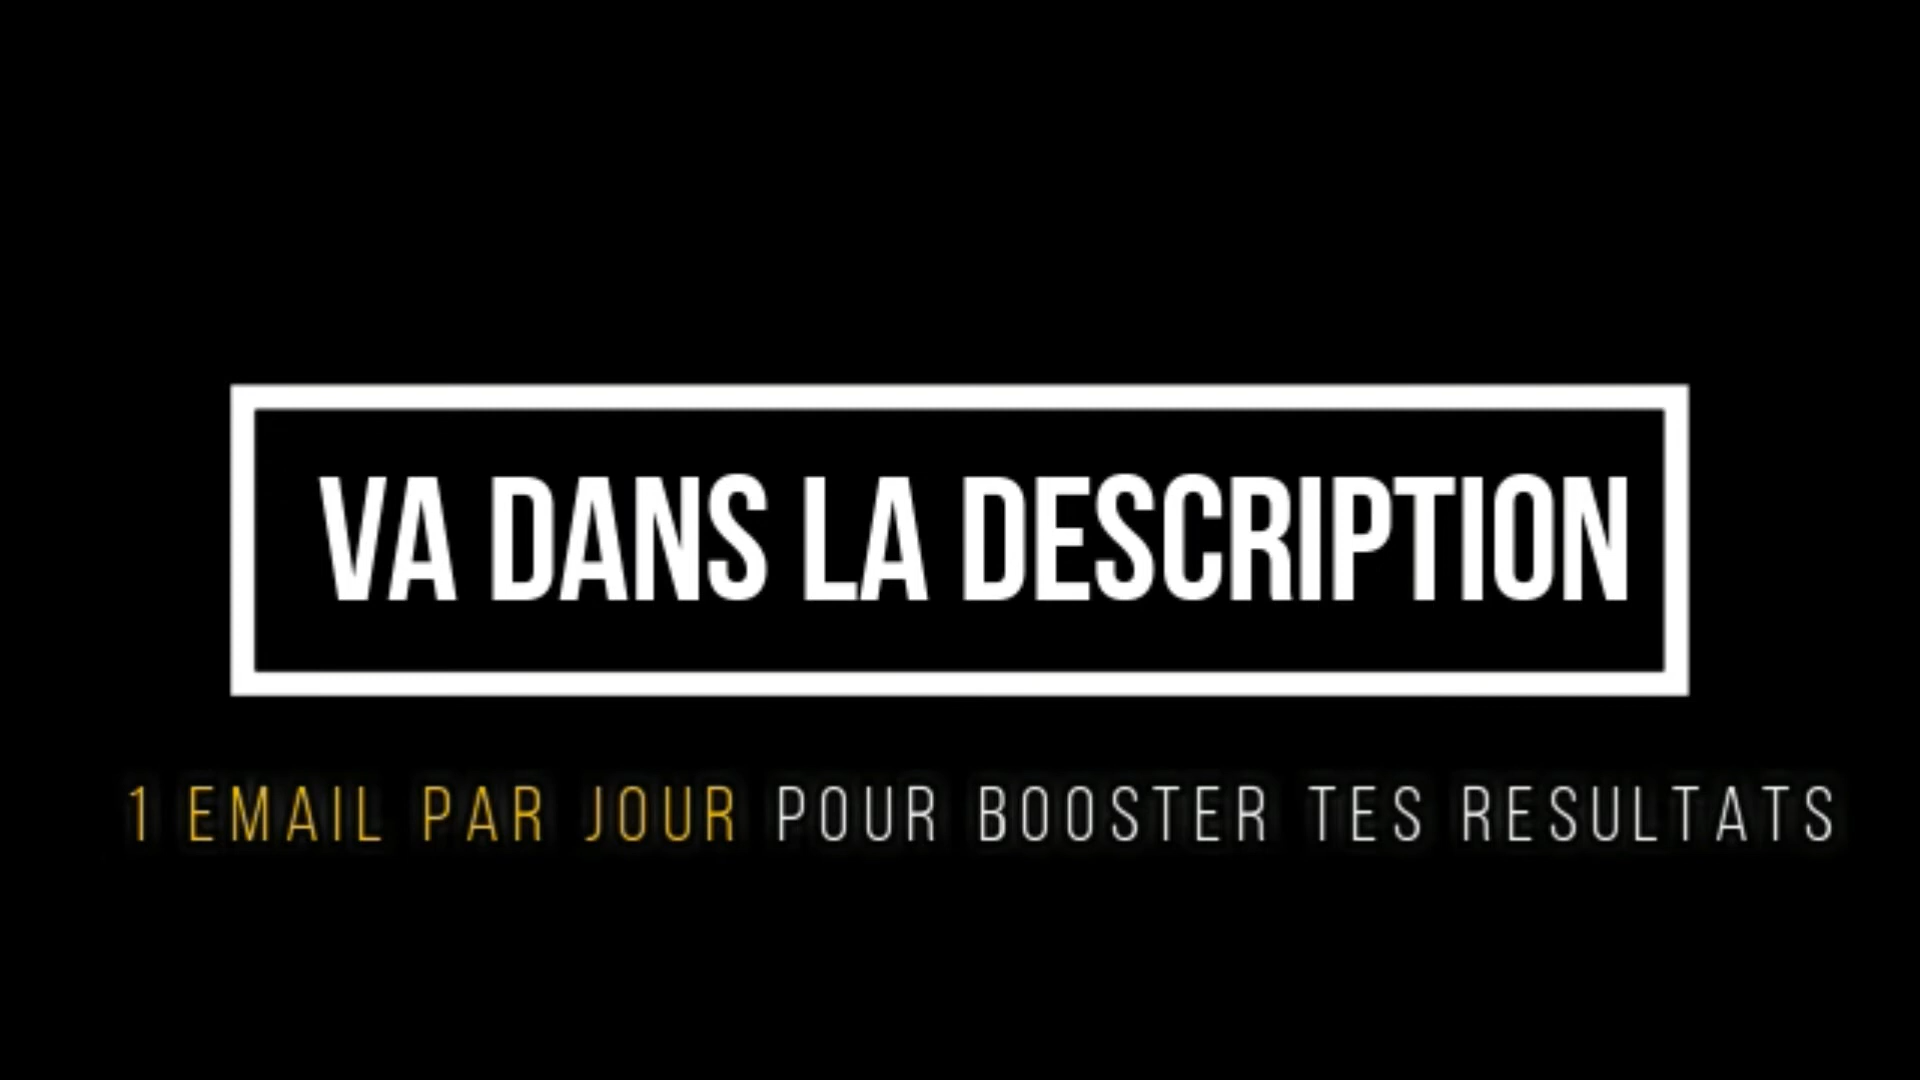 VA DANS LA DESCRIPTION
1 EMAIL PAR JOUR POUR BOOSTER TES RESULTATS